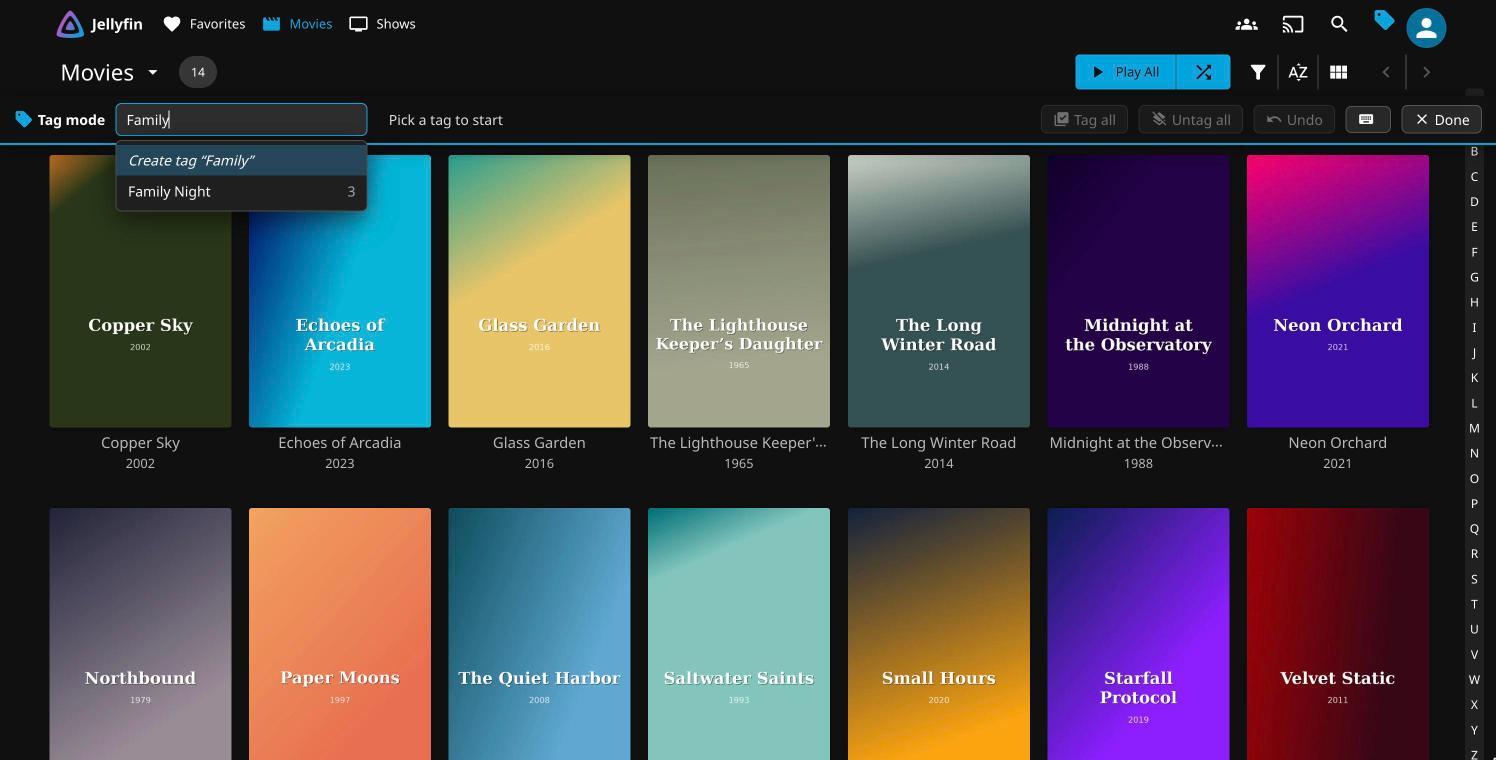 Jellyfin Favorites Movies Shows
Movies 14 Play All AZ
Tag mode Family Pick a tag to start Tag all Untag all Undo Done
Create tag “Family”
Family Night 3
Copper Sky
2002
Echoes of
Arcadia
2023
Glass Garden
2016
The Lighthouse
Keeper’s Daughter
1965
The Long
Winter Road
2014
Midnight at
the Observatory
1988
Neon Orchard
2021
Copper Sky
2002
Echoes of Arcadia
2023
Glass Garden
2016
The Lighthouse Keeper'...
1965
The Long Winter Road
2014
Midnight at the Observ...
1988
Neon Orchard
2021
Northbound
1979
Paper Moons
1997
The Quiet Harbor
2008
Saltwater Saints
1993
Small Hours
2020
Starfall
Protocol
2019
Velvet Static
2011
B
C
D
E
F
G
H
I
J
K
L
M
N
O
P
Q
R
S
T
U
V
W
X
Y
Z